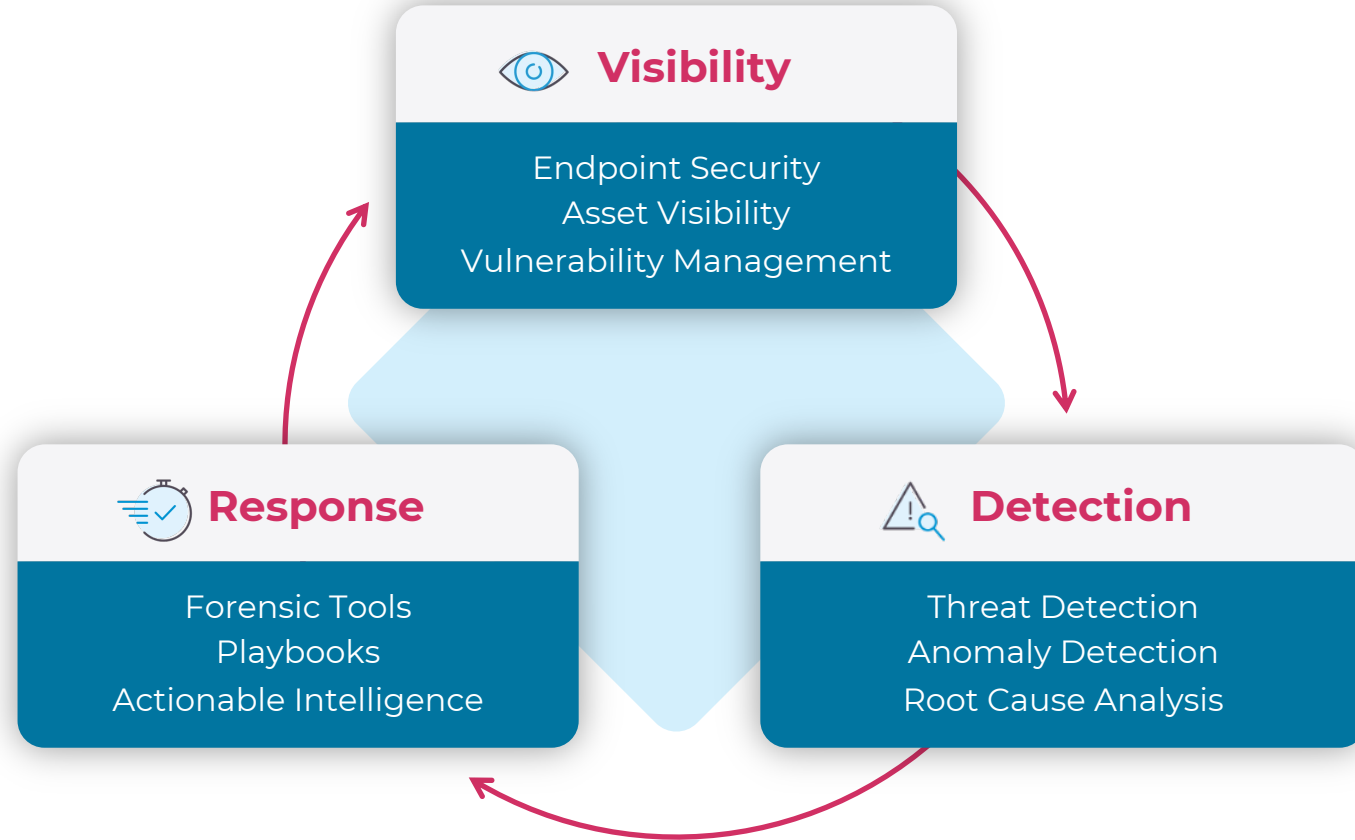 Visibility
Endpoint Security
Asset Visibility
Vulnerability Management
Response
Forensic Tools
Playbooks
Actionable Intelligence
Detection
Threat Detection
Anomaly Detection
Root Cause Analysis